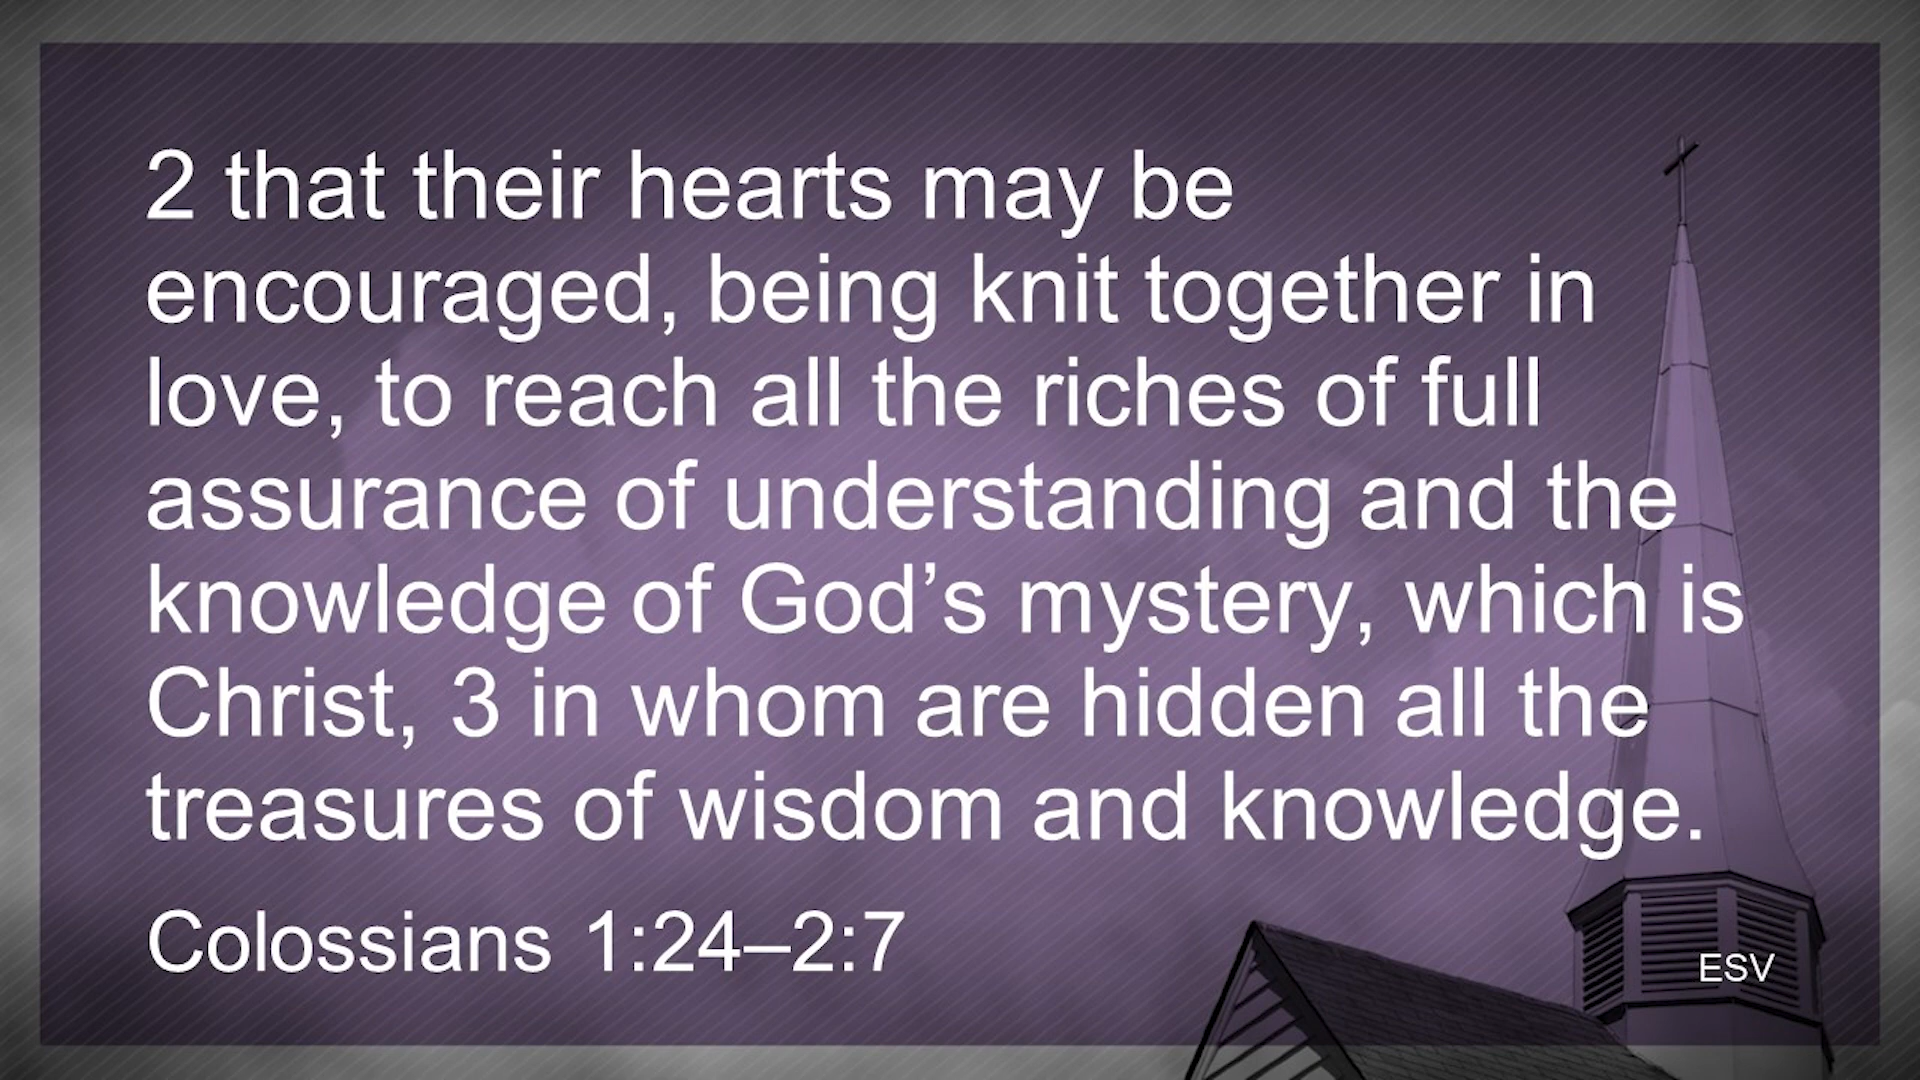 2 that their hearts may be
encouraged, being knit together in
love, to reach all the riches of full
assurance of understanding and the
knowledge of God’s mystery, which is
Christ, 3 in whom are hidden all the
treasures of wisdom and knowledge.
Colossians 1:24–2:7
ESV